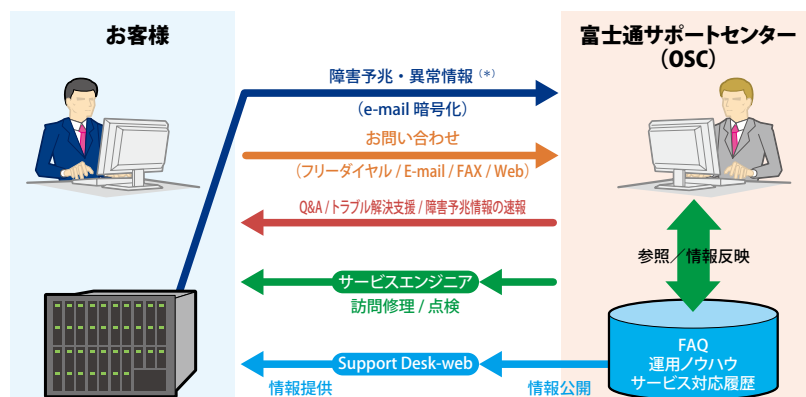 お客様
富士通サポートセンター
（OSC）
障害予兆・異常情報（*）
（e-mail 暗号化）
お問い合わせ
（フリーダイヤル / E-mail / FAX / Web）
Q&A / トラブル解決支援 / 障害予兆情報の速報
参照／情報反映
サービスエンジニア
訪問修理 / 点検
Support Desk-web
情報提供
情報公開
FAQ
運用ノウハウ
サービス対応履歴